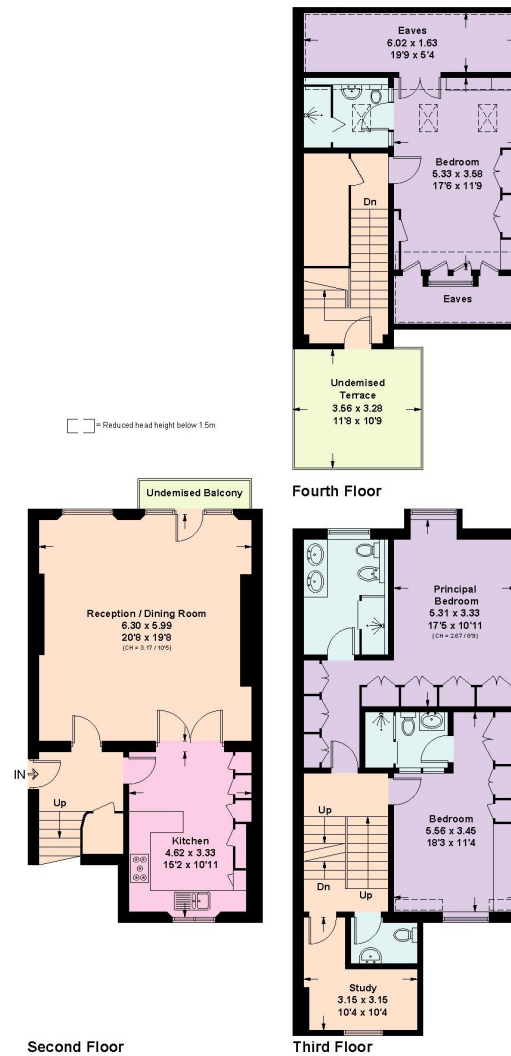 Eaves
6.02 x 1.63
19'9 x 5'4
Bedroom
5.33 x 3.58
17'6 x 11'9
Dn
Eaves
Undemised
Terrace
3.56 x 3.28
11'8 x 10'9
= Reduced head height below 1.5m
Fourth Floor
Undemised Balcony
Reception / Dining Room
6.30 x 5.99
20'8 x 19'8
(CH = 3.17 / 10'5)
IN
Up
Kitchen
4.62 x 3.33
15'2 x 10'11
Second Floor
Principal
Bedroom
5.31 x 3.33
17'5 x 10'11
(CH = 2.67 / 8'9)
Up
Bedroom
5.56 x 3.45
18'3 x 11'4
Dn
Up
Study
3.15 x 3.15
10'4 x 10'4
Third Floor